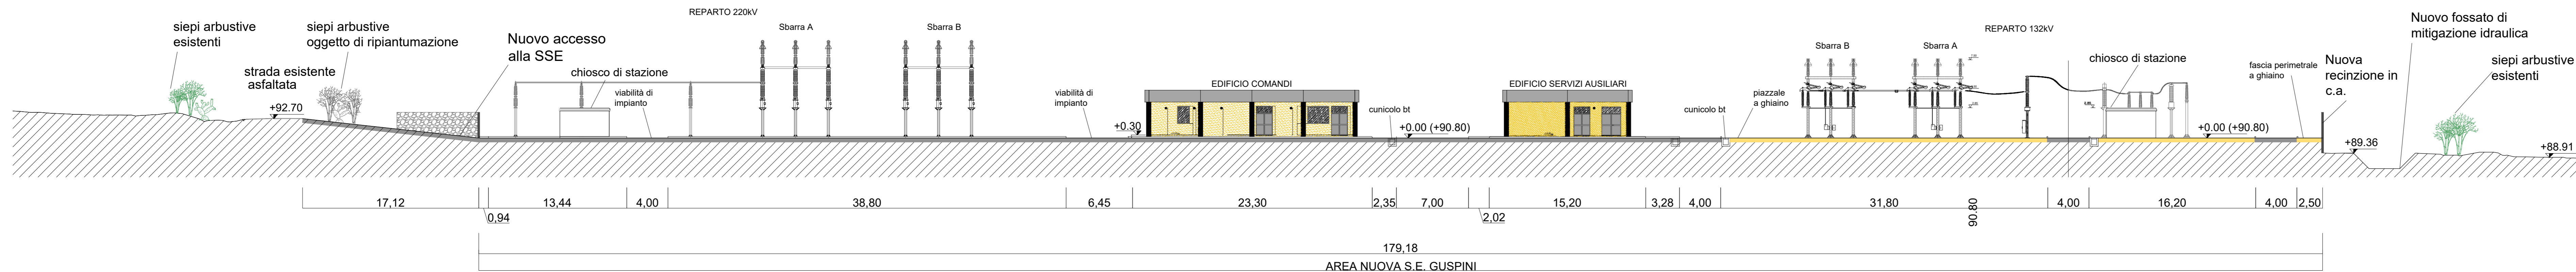 siepi arbustive
esistenti
siepi arbustive
oggetto di ripiantumazione
strada esistente
asfaltata
+92.70
Nuovo accesso
alla SSE
chiosco di stazione
viabilità di
impianto
REPARTO 220kV
Sbarra A
Sbarra B
viabilità di
impianto
+0.30
EDIFICIO COMANDI
cunicolo bt
+0.00 (+90.80)
EDIFICIO SERVIZI AUSILIARI
cunicolo bt
piazzale
a ghiaino
REPARTO 132kV
Sbarra B
Sbarra A
chiosco di stazione
+0.00 (+90.80)
fascia perimetrale
a ghiaino
Nuova
recinzione in
c.a.
+89.36
Nuovo fossato di
mitigazione idraulica
siepi arbustive
esistenti
+88.91
17,12
0,94
13,44
4,00
38,80
6,45
23,30
2,35
7,00
2,02
15,20
3,28
4,00
31,80
90.80
4,00
16,20
4,00
2,50
179,18
AREA NUOVA S.E. GUSPINI